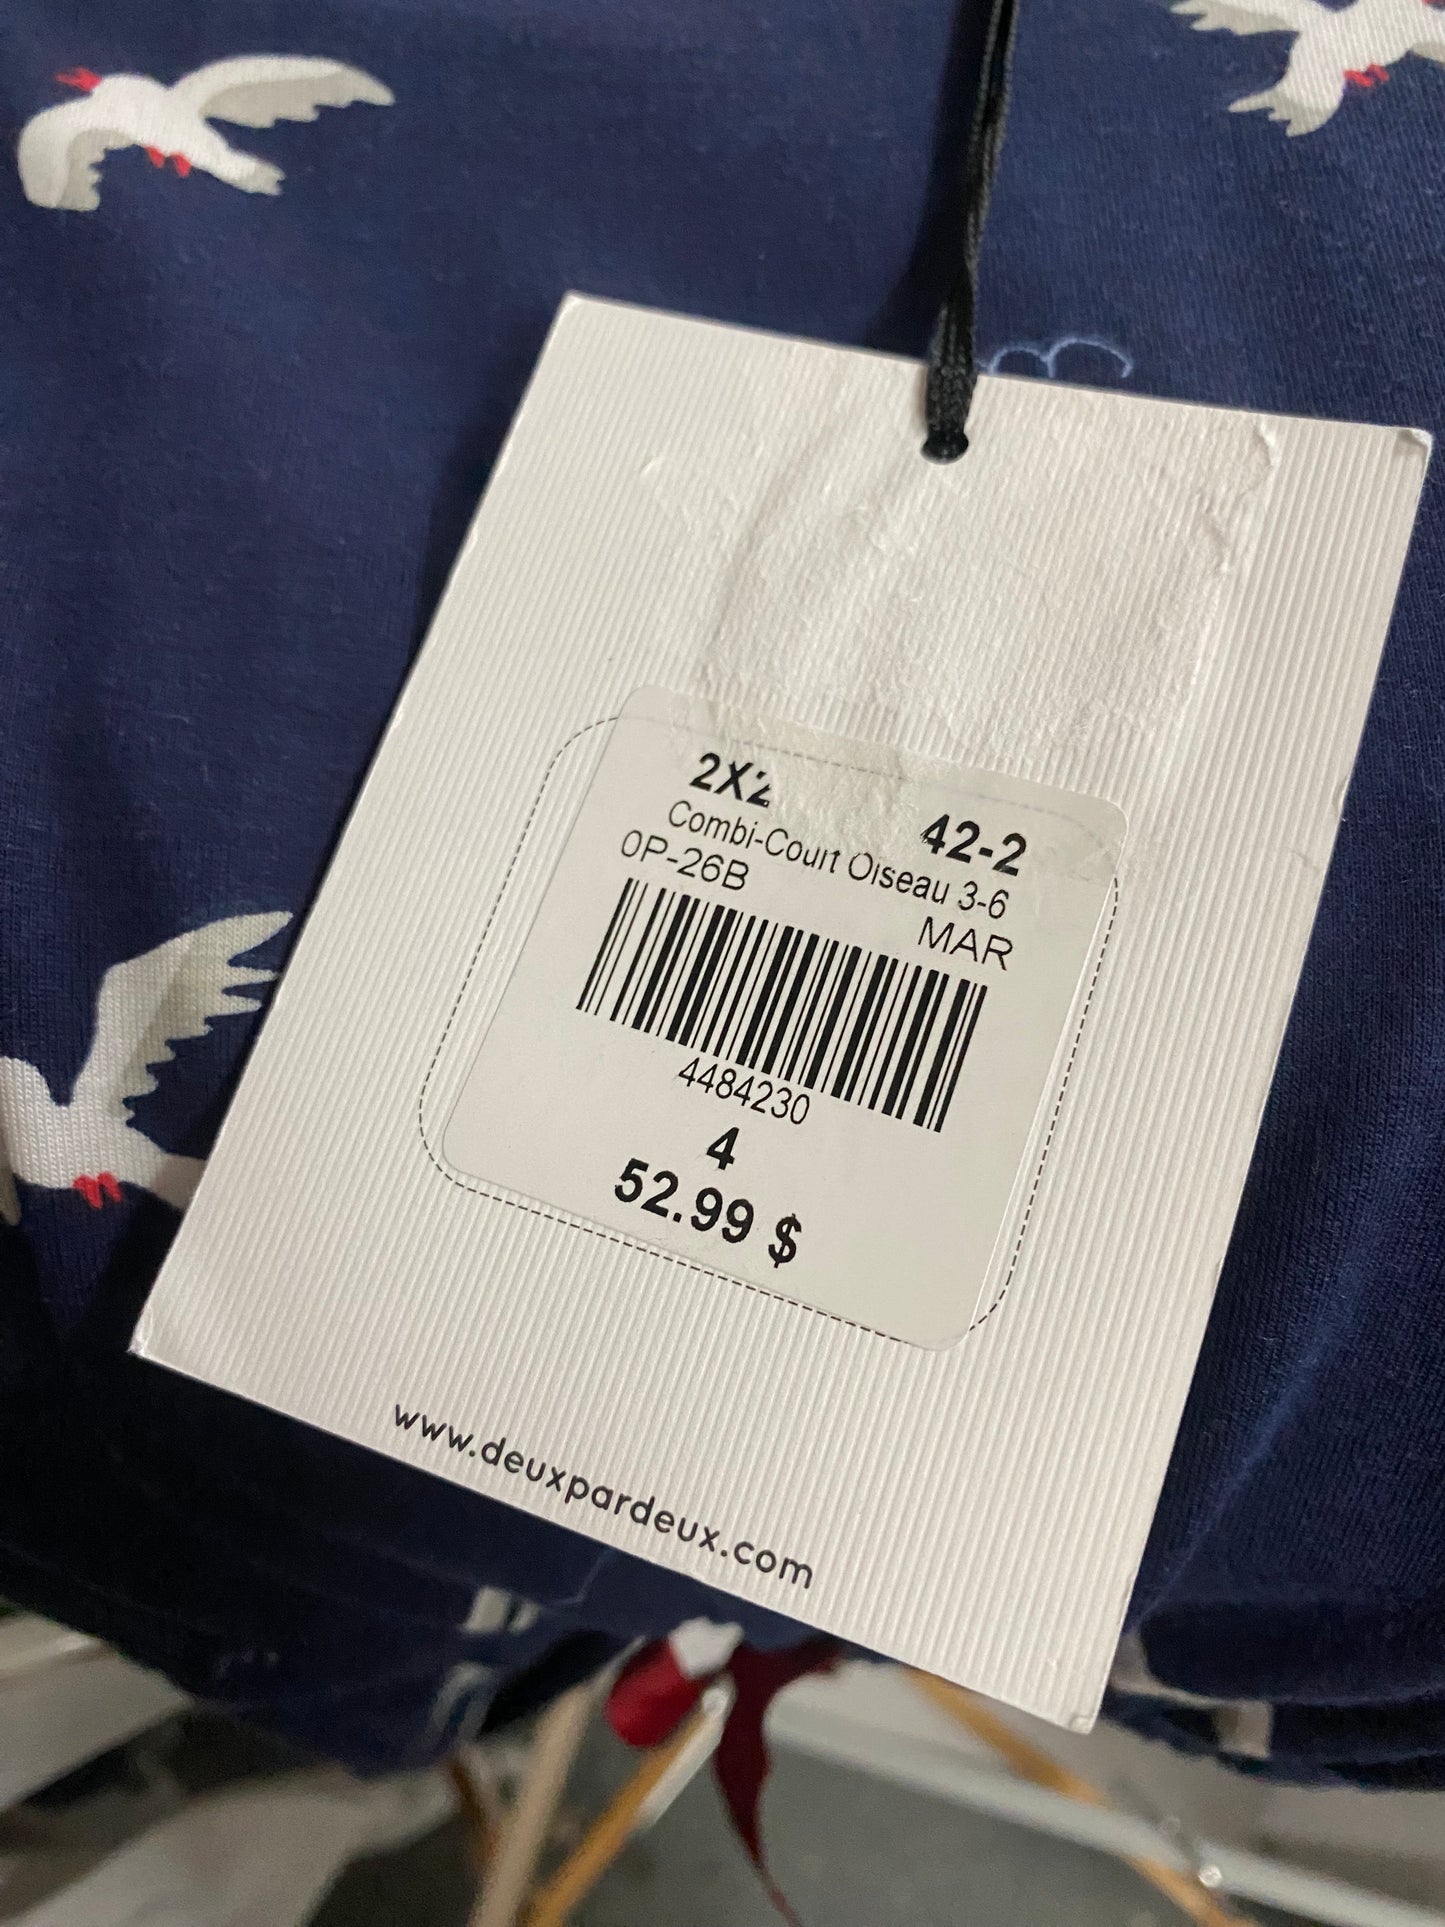 2X2 42-2
Combi-Court Oiseau 3-6
0P-26B
MAR
4484230
4
52.99 $
www.deuxpardeux.com